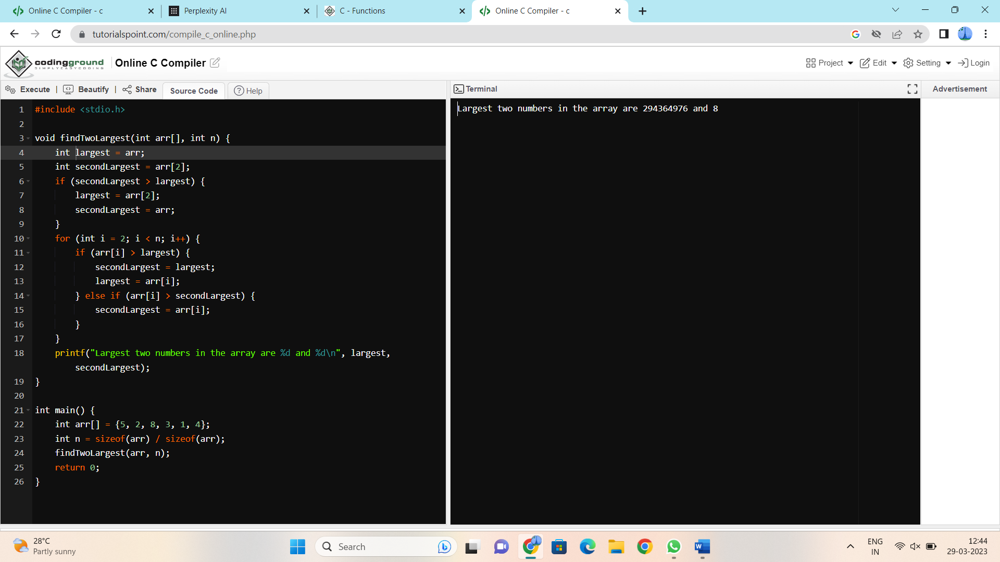 Online C Compiler - c
Perplexity AI
C - Functions
Online C Compiler - c
tutorialspoint.com/compile_c_online.php
codingground
SIMPLYEASYCODING
Online C Compiler
Project
Edit
Setting
Login
Execute | Beautify | Share
Source Code
Help
Terminal
Advertisement
1 #include <stdio.h>
2
3 void findTwoLargest(int arr[], int n) {
4     int largest = arr;
5     int secondLargest = arr[2];
6     if (secondLargest > largest) {
7         largest = arr[2];
8         secondLargest = arr;
9     }
10     for (int i = 2; i < n; i++) {
11         if (arr[i] > largest) {
12             secondLargest = largest;
13             largest = arr[i];
14         } else if (arr[i] > secondLargest) {
15             secondLargest = arr[i];
16         }
17     }
18     printf("Largest two numbers in the array are %d and %d\n", largest,
        secondLargest);
19 }
20
21 int main() {
22     int arr[] = {5, 2, 8, 3, 1, 4};
23     int n = sizeof(arr) / sizeof(arr);
24     findTwoLargest(arr, n);
25     return 0;
26 }
Largest two numbers in the array are 294364976 and 8
28°C
Partly sunny
Search
ENG
IN
12:44
29-03-2023